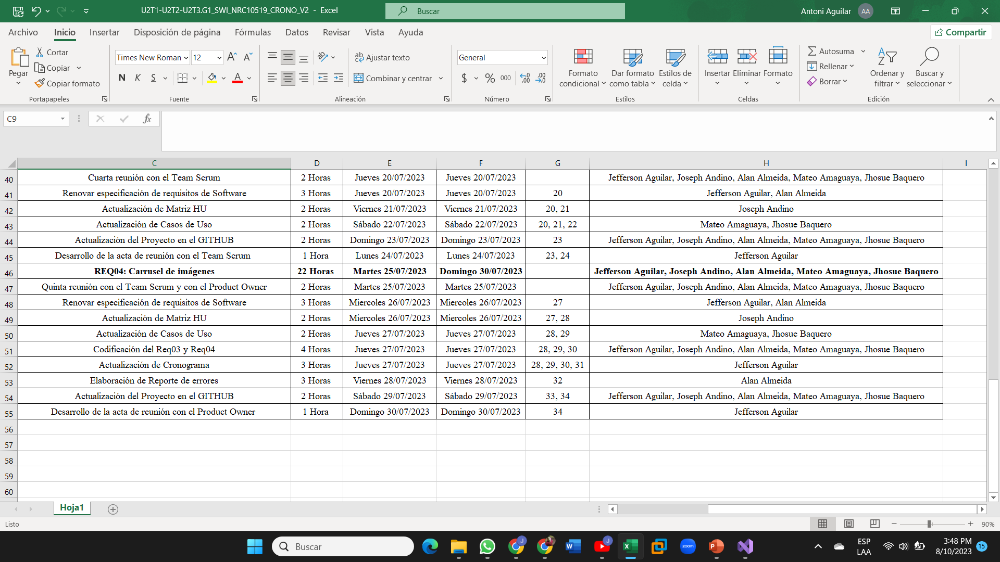 U2T1-U2T2-U2T3.G1_SWI_NRC10519_CRONO_V2 - Excel
Buscar
Antoni Aguilar AA
Archivo Inicio Insertar Disposición de página Fórmulas Datos Revisar Vista Ayuda Compartir
Pegar Cortar Copiar Copiar formato
Times New Roman 12
N K S
Ajustar texto
Combinar y centrar
General
$ % 000
Formato condicional Dar formato como tabla Estilos de celda
Insertar Eliminar Formato
Autosuma
Rellenar
Borrar
Ordenar y filtrar Buscar y seleccionar
Portapapeles Fuente Alineación Número Estilos Celdas Edición
C9 fx
C D E F G H I
40 Cuarta reunión con el Team Scrum 2 Horas Jueves 20/07/2023 Jueves 20/07/2023 Jefferson Aguilar, Joseph Andino, Alan Almeida, Mateo Amaguaya, Jhosue Baquero
41 Renovar especificación de requisitos de Software 3 Horas Jueves 20/07/2023 Jueves 20/07/2023 20 Jefferson Aguilar, Alan Almeida
42 Actualización de Matriz HU 2 Horas Viernes 21/07/2023 Viernes 21/07/2023 20, 21 Joseph Andino
43 Actualización de Casos de Uso 2 Horas Sábado 22/07/2023 Sábado 22/07/2023 20, 21, 22 Mateo Amaguaya, Jhosue Baquero
44 Actualización del Proyecto en el GITHUB 2 Horas Domingo 23/07/2023 Domingo 23/07/2023 23 Jefferson Aguilar, Joseph Andino, Alan Almeida, Mateo Amaguaya, Jhosue Baquero
45 Desarrollo de la acta de reunión con el Team Scrum 1 Hora Lunes 24/07/2023 Lunes 24/07/2023 23, 24 Jefferson Aguilar
46 REQ04: Carrusel de imágenes 22 Horas Martes 25/07/2023 Domingo 30/07/2023 Jefferson Aguilar, Joseph Andino, Alan Almeida, Mateo Amaguaya, Jhosue Baquero
47 Quinta reunión con el Team Scrum y con el Product Owner 2 Horas Martes 25/07/2023 Martes 25/07/2023 Jefferson Aguilar, Joseph Andino, Alan Almeida, Mateo Amaguaya, Jhosue Baquero
48 Renovar especificación de requisitos de Software 3 Horas Miercoles 26/07/2023 Miercoles 26/07/2023 27 Jefferson Aguilar, Alan Almeida
49 Actualización de Matriz HU 2 Horas Miercoles 26/07/2023 Miercoles 26/07/2023 27, 28 Joseph Andino
50 Actualización de Casos de Uso 2 Horas Jueves 27/07/2023 Jueves 27/07/2023 28, 29 Mateo Amaguaya, Jhosue Baquero
51 Codificación del Req03 y Req04 4 Horas Jueves 27/07/2023 Jueves 27/07/2023 28, 29, 30 Jefferson Aguilar, Joseph Andino, Alan Almeida, Mateo Amaguaya, Jhosue Baquero
52 Actualización de Cronograma 3 Horas Jueves 27/07/2023 Jueves 27/07/2023 28, 29, 30, 31 Jefferson Aguilar
53 Elaboración de Reporte de errores 3 Horas Viernes 28/07/2023 Viernes 28/07/2023 32 Alan Almeida
54 Actualización del Proyecto en el GITHUB 2 Horas Sábado 29/07/2023 Sábado 29/07/2023 33, 34 Jefferson Aguilar, Joseph Andino, Alan Almeida, Mateo Amaguaya, Jhosue Baquero
55 Desarrollo de la acta de reunión con el Product Owner 1 Hora Domingo 30/07/2023 Domingo 30/07/2023 34 Jefferson Aguilar
56
57
58
59
60
Hoja1
Listo 90%
Buscar
zoom
ESP
LAA
3:48 PM
8/10/2023 15